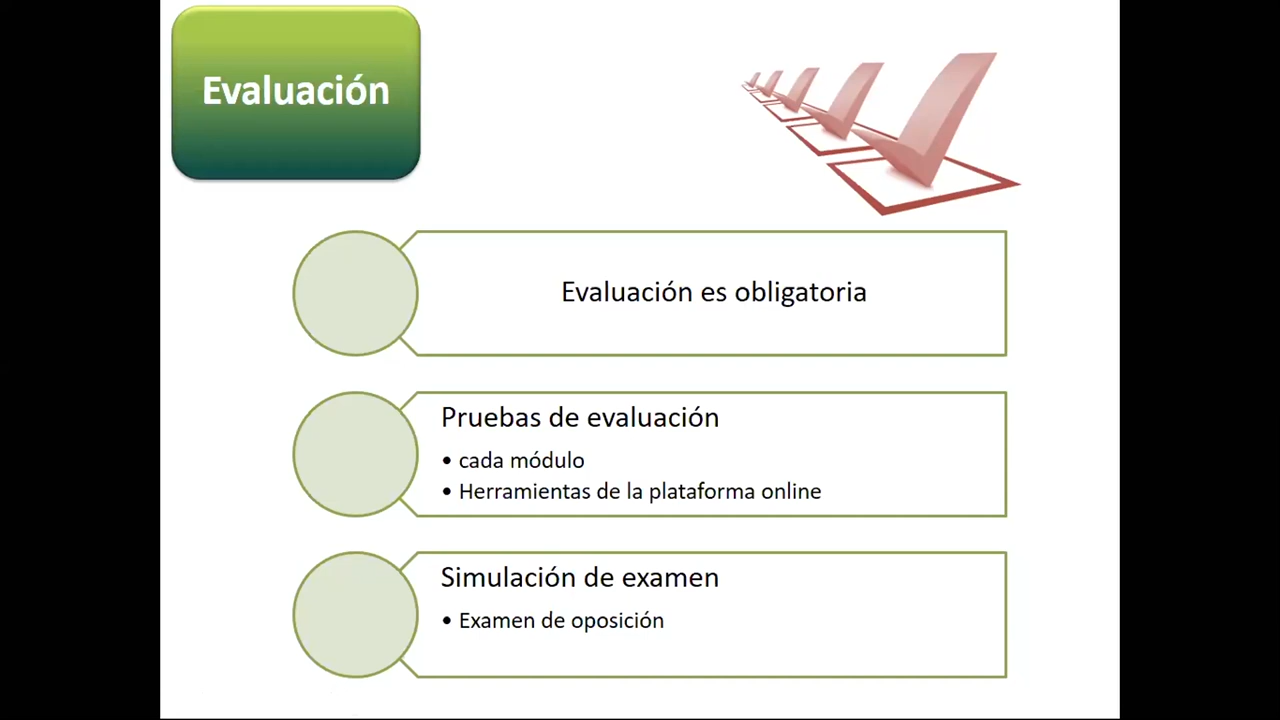 Evaluación
Evaluación es obligatoria
Pruebas de evaluación
• cada módulo
• Herramientas de la plataforma online
Simulación de examen
• Examen de oposición